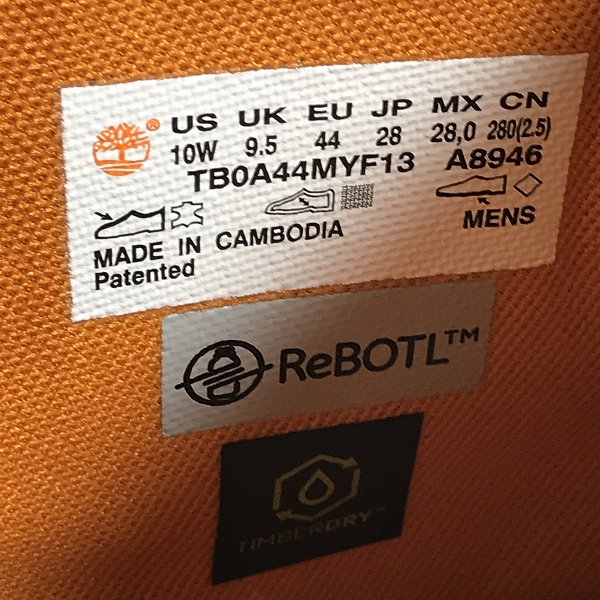 ® US UK EU JP MX CN
10W 9.5 44 28 28,0 280(2.5)
TB0A44MYF13 A8946
MENS
MADE IN CAMBODIA
Patented
ReBOTL™
TIMBERDRY™